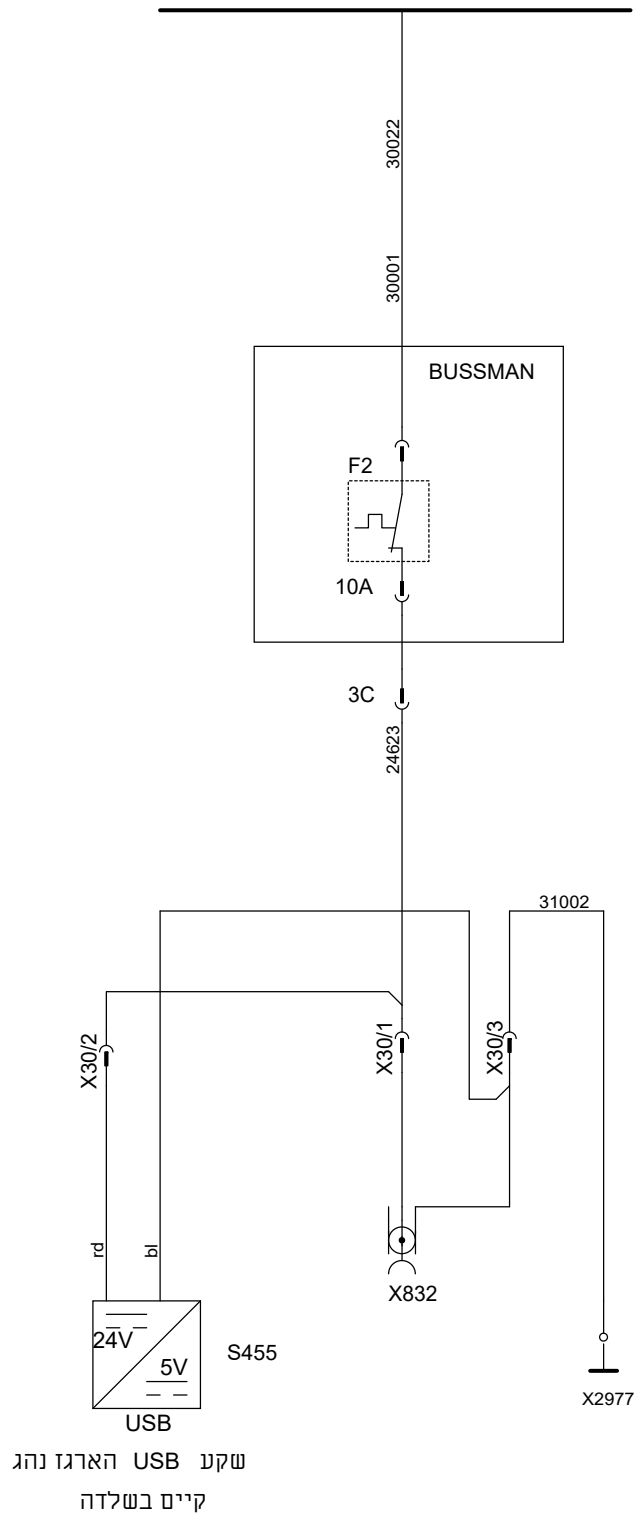 30022
30001
BUSSMAN
F2
10A
3C
24623
31002
X30/2
X30/1
X30/3
rd
bl
X832
24V
5V
S455
X2977
USB
שקע USB הארגז נהג
קיים בשלדה